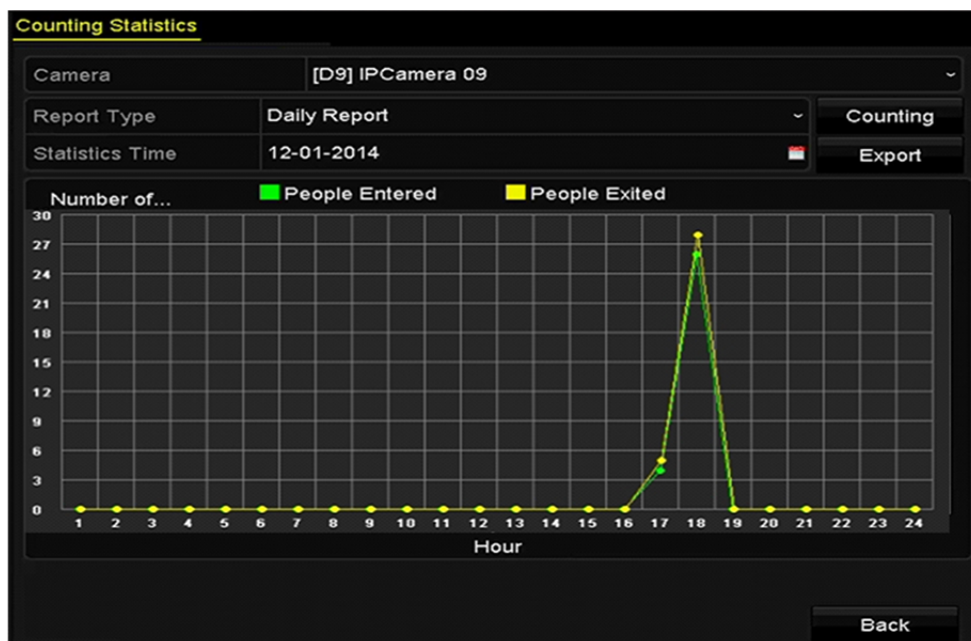 Counting Statistics
Camera [D9] IPCamera 09
Report Type Daily Report Counting
Statistics Time 12-01-2014 Export
Number of... People Entered People Exited
30
27
24
21
18
15
12
9
6
3
0
1 2 3 4 5 6 7 8 9 10 11 12 13 14 15 16 17 18 19 20 21 22 23 24
Hour
Back